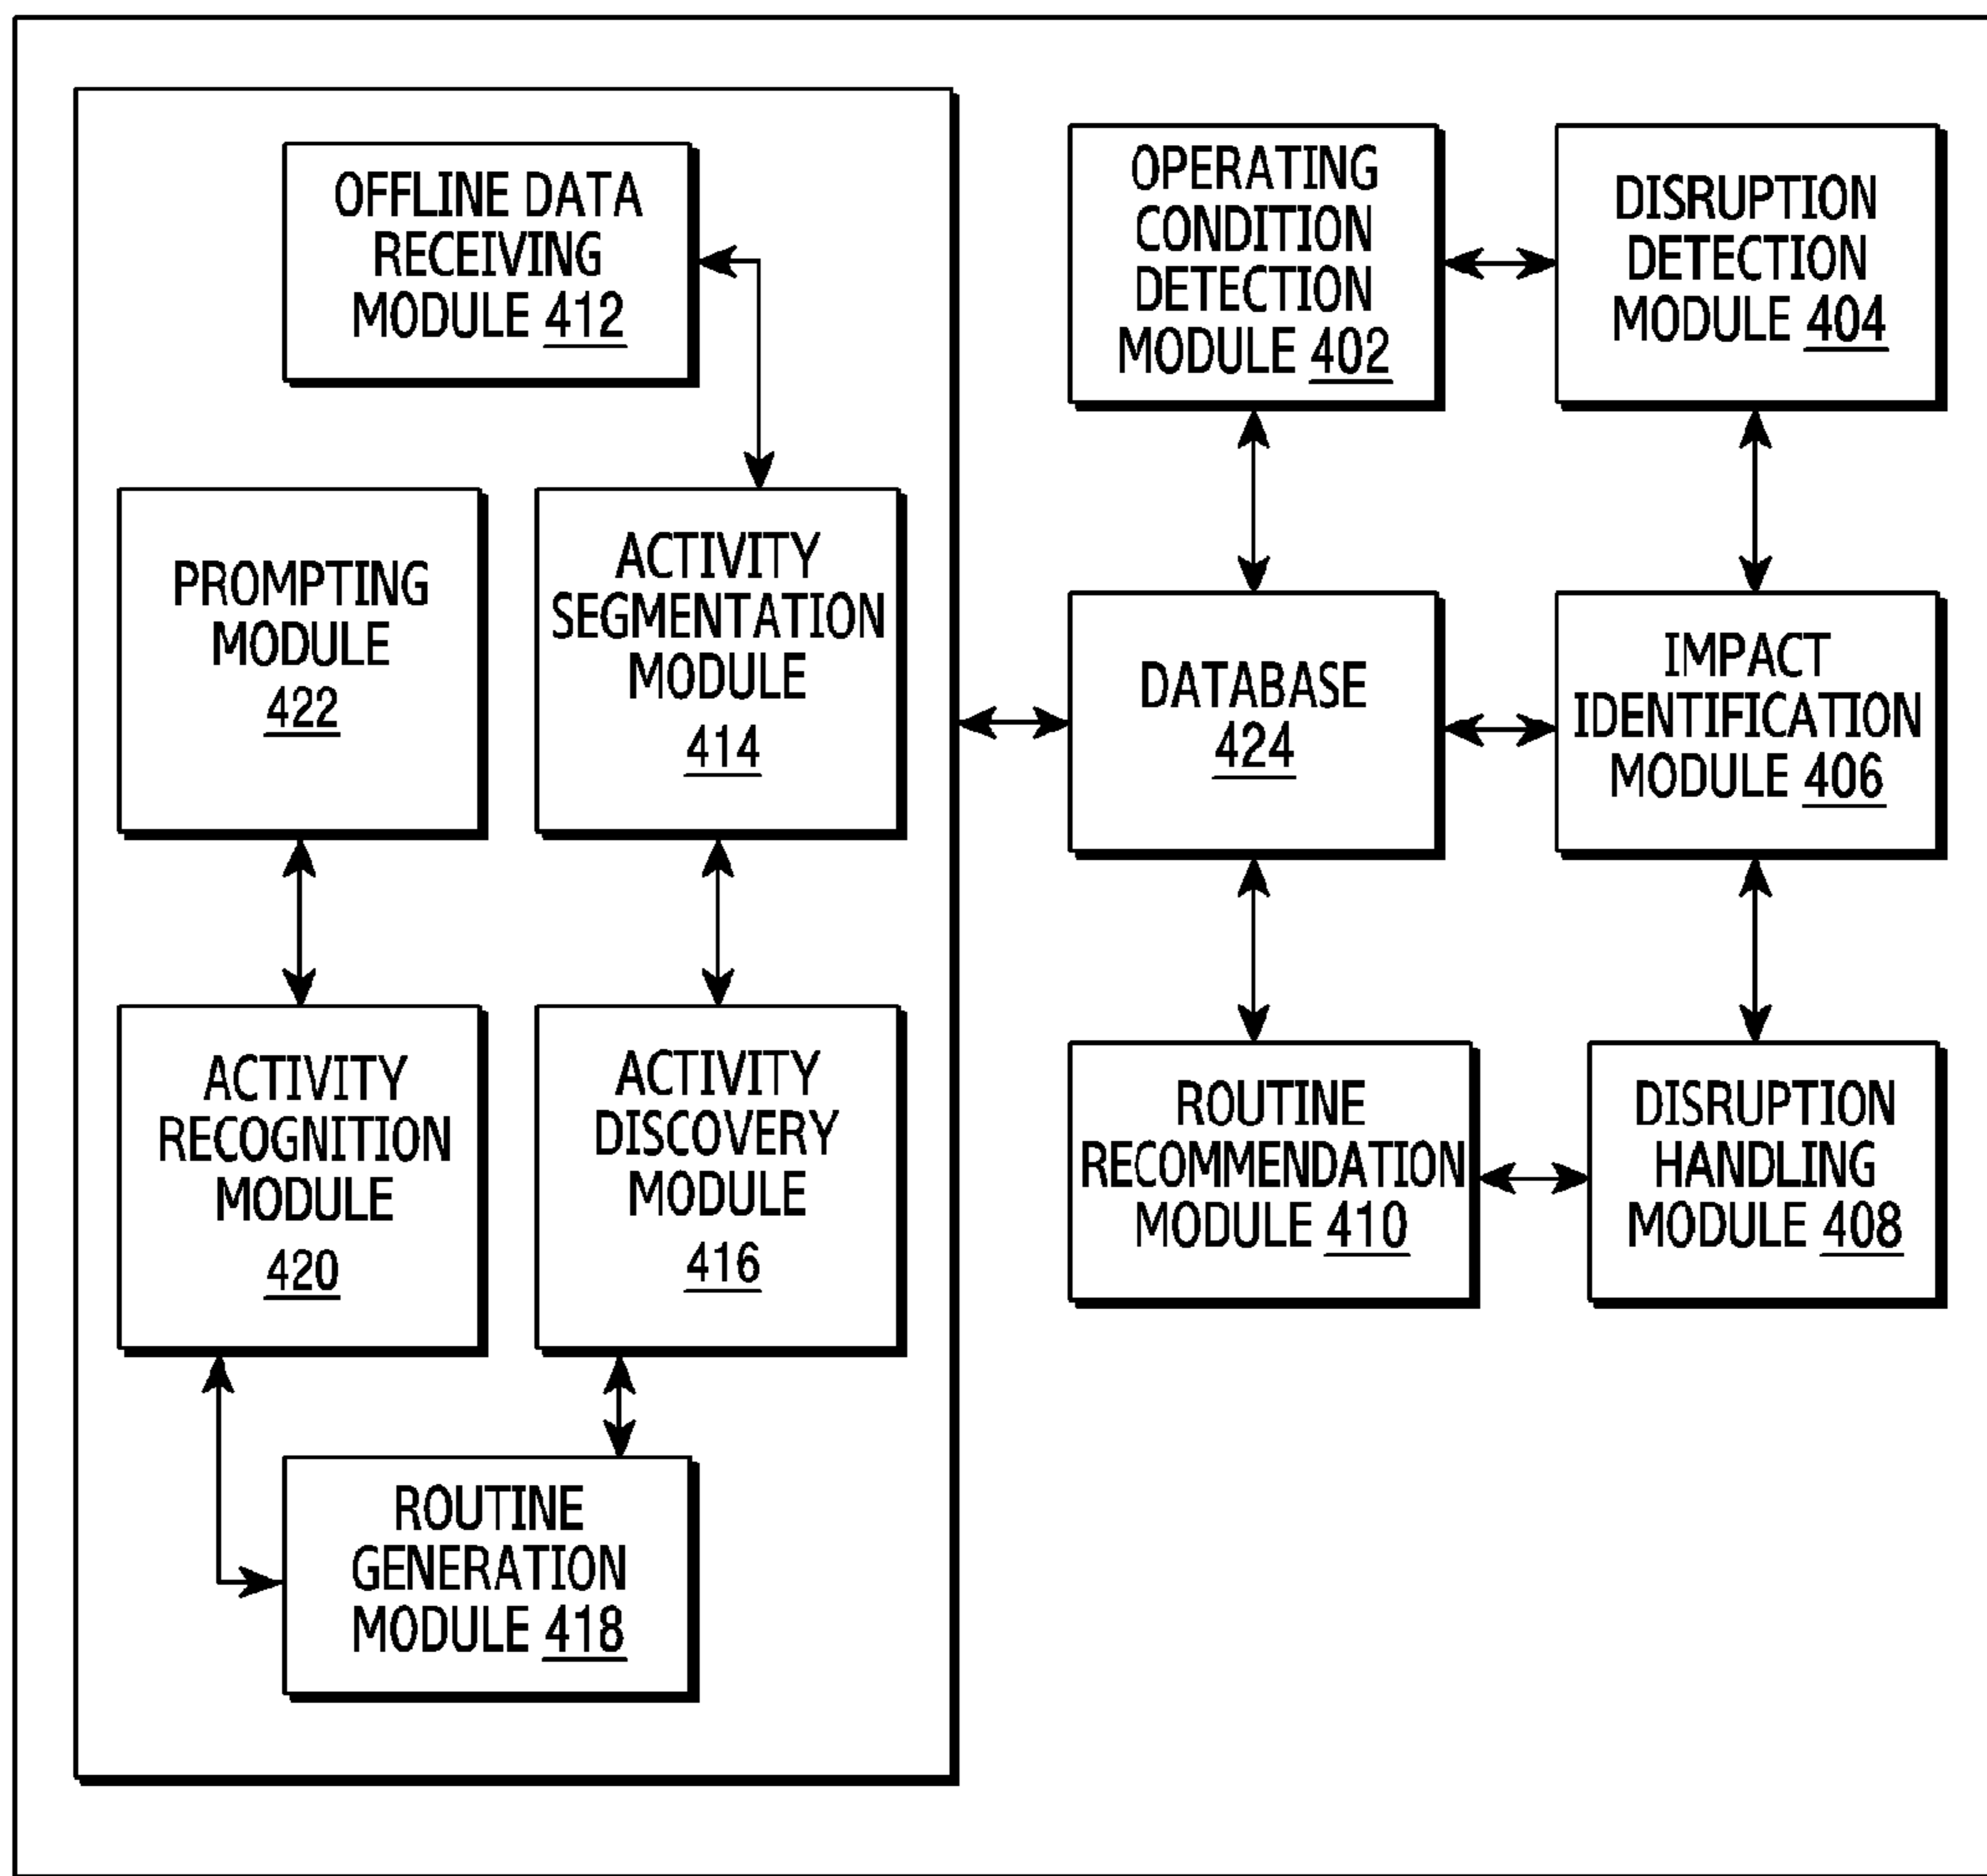 OFFLINE DATA
RECEIVING
MODULE 412
PROMPTING
MODULE
422
ACTIVITY
SEGMENTATION
MODULE
414
ACTIVITY
RECOGNITION
MODULE
420
ACTIVITY
DISCOVERY
MODULE
416
ROUTINE
GENERATION
MODULE 418
OPERATING
CONDITION
DETECTION
MODULE 402
DISRUPTION
DETECTION
MODULE 404
DATABASE
424
IMPACT
IDENTIFICATION
MODULE 406
ROUTINE
RECOMMENDATION
MODULE 410
DISRUPTION
HANDLING
MODULE 408